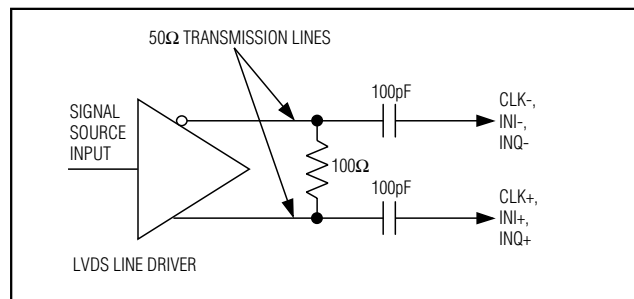 50Ω TRANSMISSION LINES
SIGNAL
SOURCE
INPUT
100pF
CLK-,
INI-,
INQ-
100Ω
100pF
CLK+,
INI+,
INQ+
LVDS LINE DRIVER